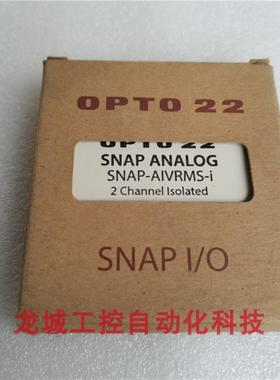 OPTO 22
OPTO 22
SNAP ANALOG
SNAP-AIVRMS-i
2 Channel Isolated
SNAP I/O
龙城工控自动化科技